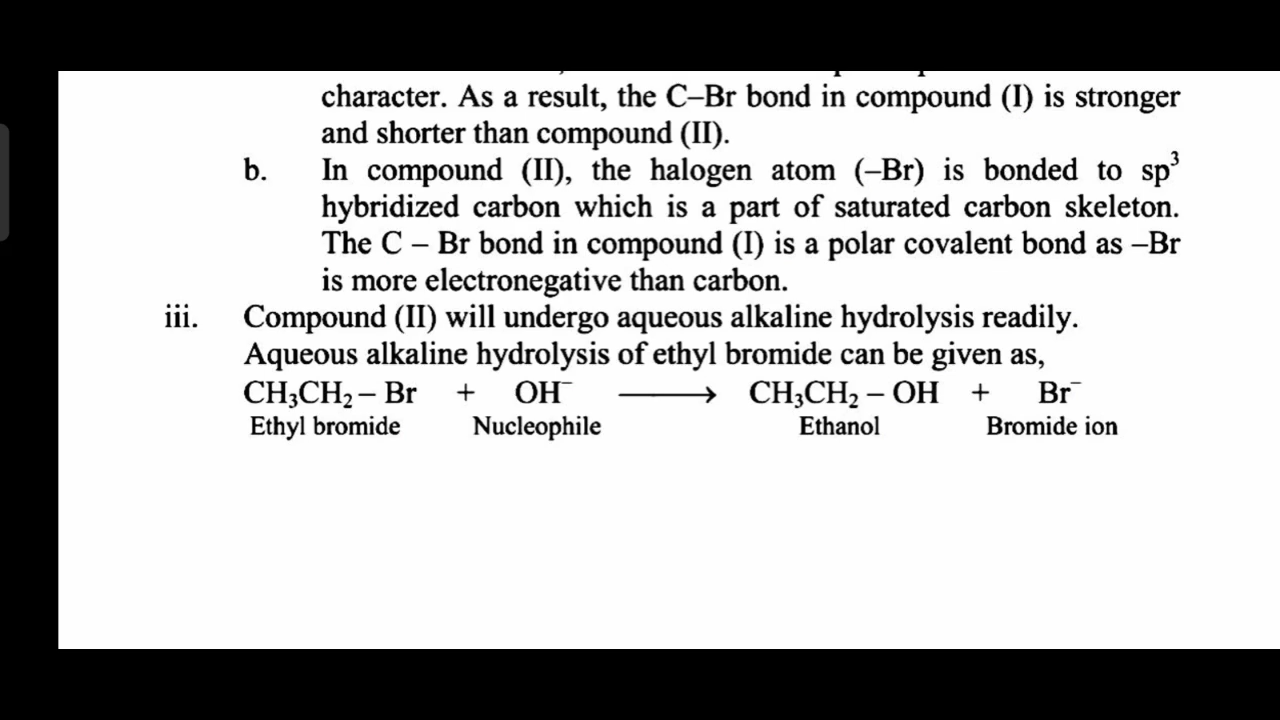 character. As a result, the C–Br bond in compound (I) is stronger
and shorter than compound (II).
b. In compound (II), the halogen atom (–Br) is bonded to sp³
hybridized carbon which is a part of saturated carbon skeleton.
The C – Br bond in compound (I) is a polar covalent bond as –Br
is more electronegative than carbon.
iii. Compound (II) will undergo aqueous alkaline hydrolysis readily.
Aqueous alkaline hydrolysis of ethyl bromide can be given as,
CH₃CH₂ – Br + OH⁻ ⟶ CH₃CH₂ – OH + Br⁻
Ethyl bromide Nucleophile Ethanol Bromide ion